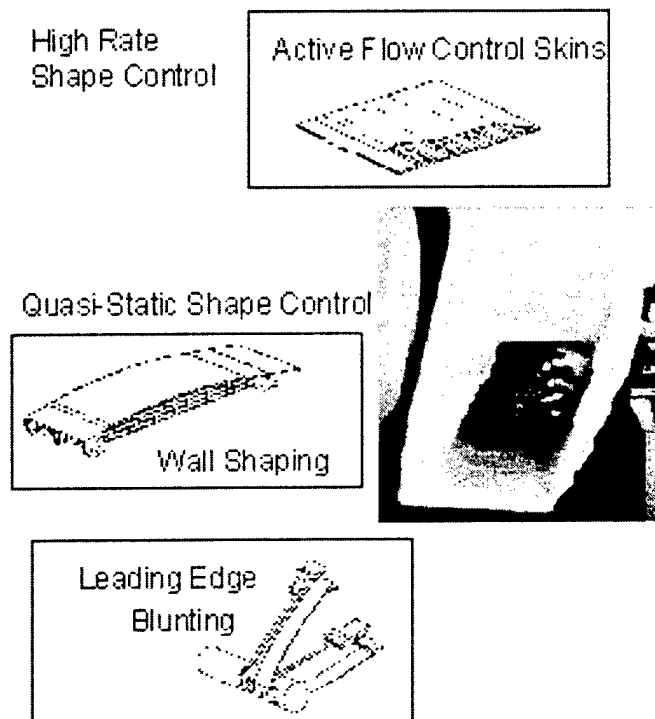 High Rate
Shape Control
Active Flow Control Skins
Quasi-Static Shape Control
Wall Shaping
Leading Edge
Blunting